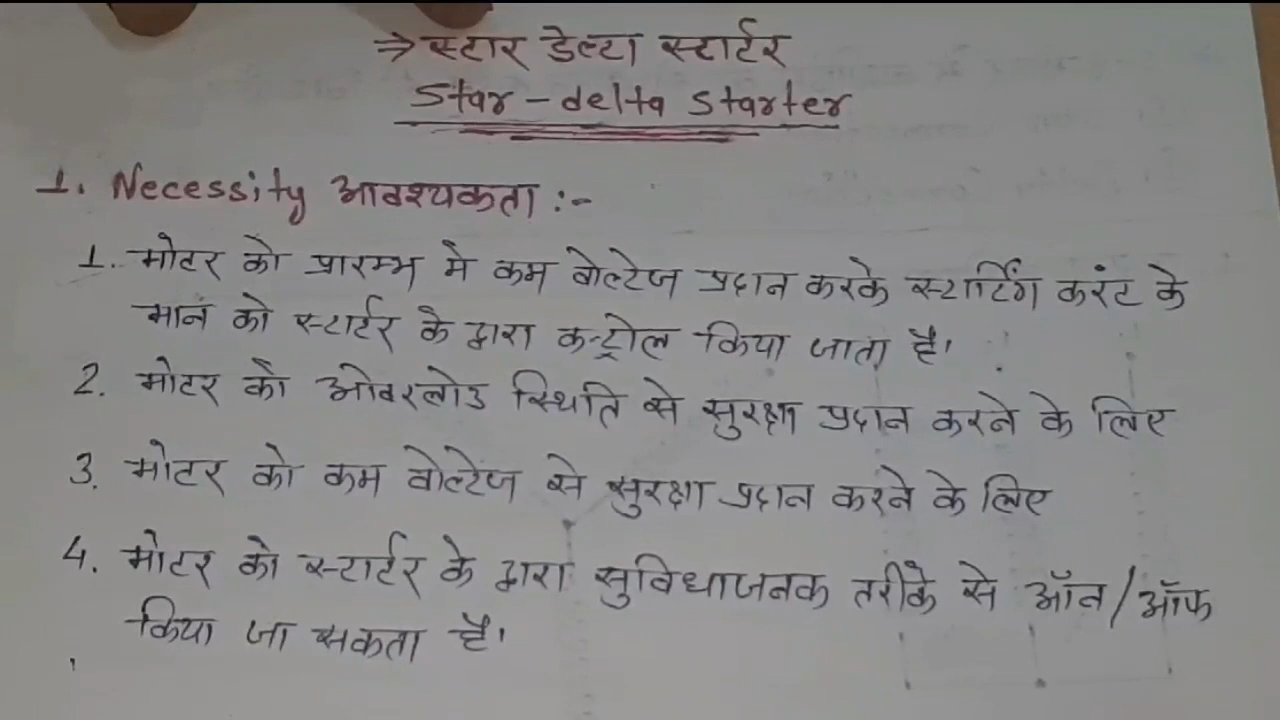 ⇒ स्टार डेल्टा स्टार्टर
Star-delta Starter
1. Necessity आवश्यकता :-
1. मोटर को प्रारम्भ मे कम वोल्टेज प्रदान करके स्टार्टिंग करंट के
मान को स्टार्टर के द्वारा कन्ट्रोल किया जाता है।
2. मोटर को ओवरलोड स्थिति से सुरक्षा प्रदान करने के लिए
3. मोटर को कम वोल्टेज से सुरक्षा प्रदान करने के लिए
4. मोटर को स्टार्टर के द्वारा सुविधाजनक तरीके से ऑन/ऑफ
किया जा सकता है।